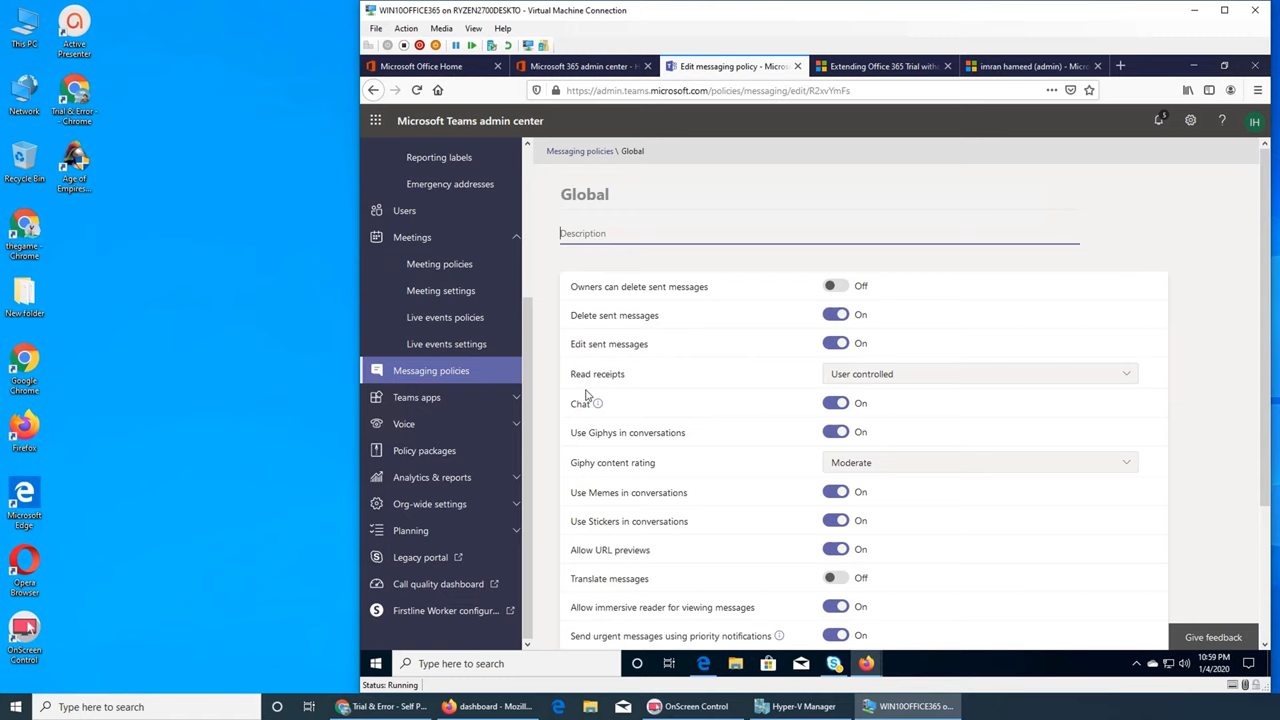 This PC
Active
Presenter
Network
Trial & Error -
- Chrome
Recycle Bin
Age of
Empires...
thegame -
Chrome
New folder
Google
Chrome
Firefox
Microsoft
Edge
Opera
Browser
OnScreen
Control
WIN10OFFICE365 on RYZEN2700DESKTO - Virtual Machine Connection
File Action Media View Help
Microsoft Office Home
Microsoft 365 admin center - H
Edit messaging policy - Micros
Extending Office 365 Trial with
imran hameed (admin) - Micr
https://admin.teams.microsoft.com/policies/messaging/edit/R2xvYmFs
Microsoft Teams admin center
5
IH
Reporting labels
Emergency addresses
Users
Meetings
Meeting policies
Meeting settings
Live events policies
Live events settings
Messaging policies
Teams apps
Voice
Policy packages
Analytics & reports
Org-wide settings
Planning
Legacy portal
Call quality dashboard
Firstline Worker configur...
Messaging policies \ Global
Global
Description
Owners can delete sent messages Off
Delete sent messages On
Edit sent messages On
Read receipts User controlled
Chat On
Use Giphys in conversations On
Giphy content rating Moderate
Use Memes in conversations On
Use Stickers in conversations On
Allow URL previews On
Translate messages Off
Allow immersive reader for viewing messages On
Send urgent messages using priority notifications On
Give feedback
Type here to search
10:59 PM
1/4/2020
Status: Running
Type here to search
Trial & Error - Self P...
dashboard - Mozill...
OnScreen Control
Hyper-V Manager
WIN10OFFICE365 o...